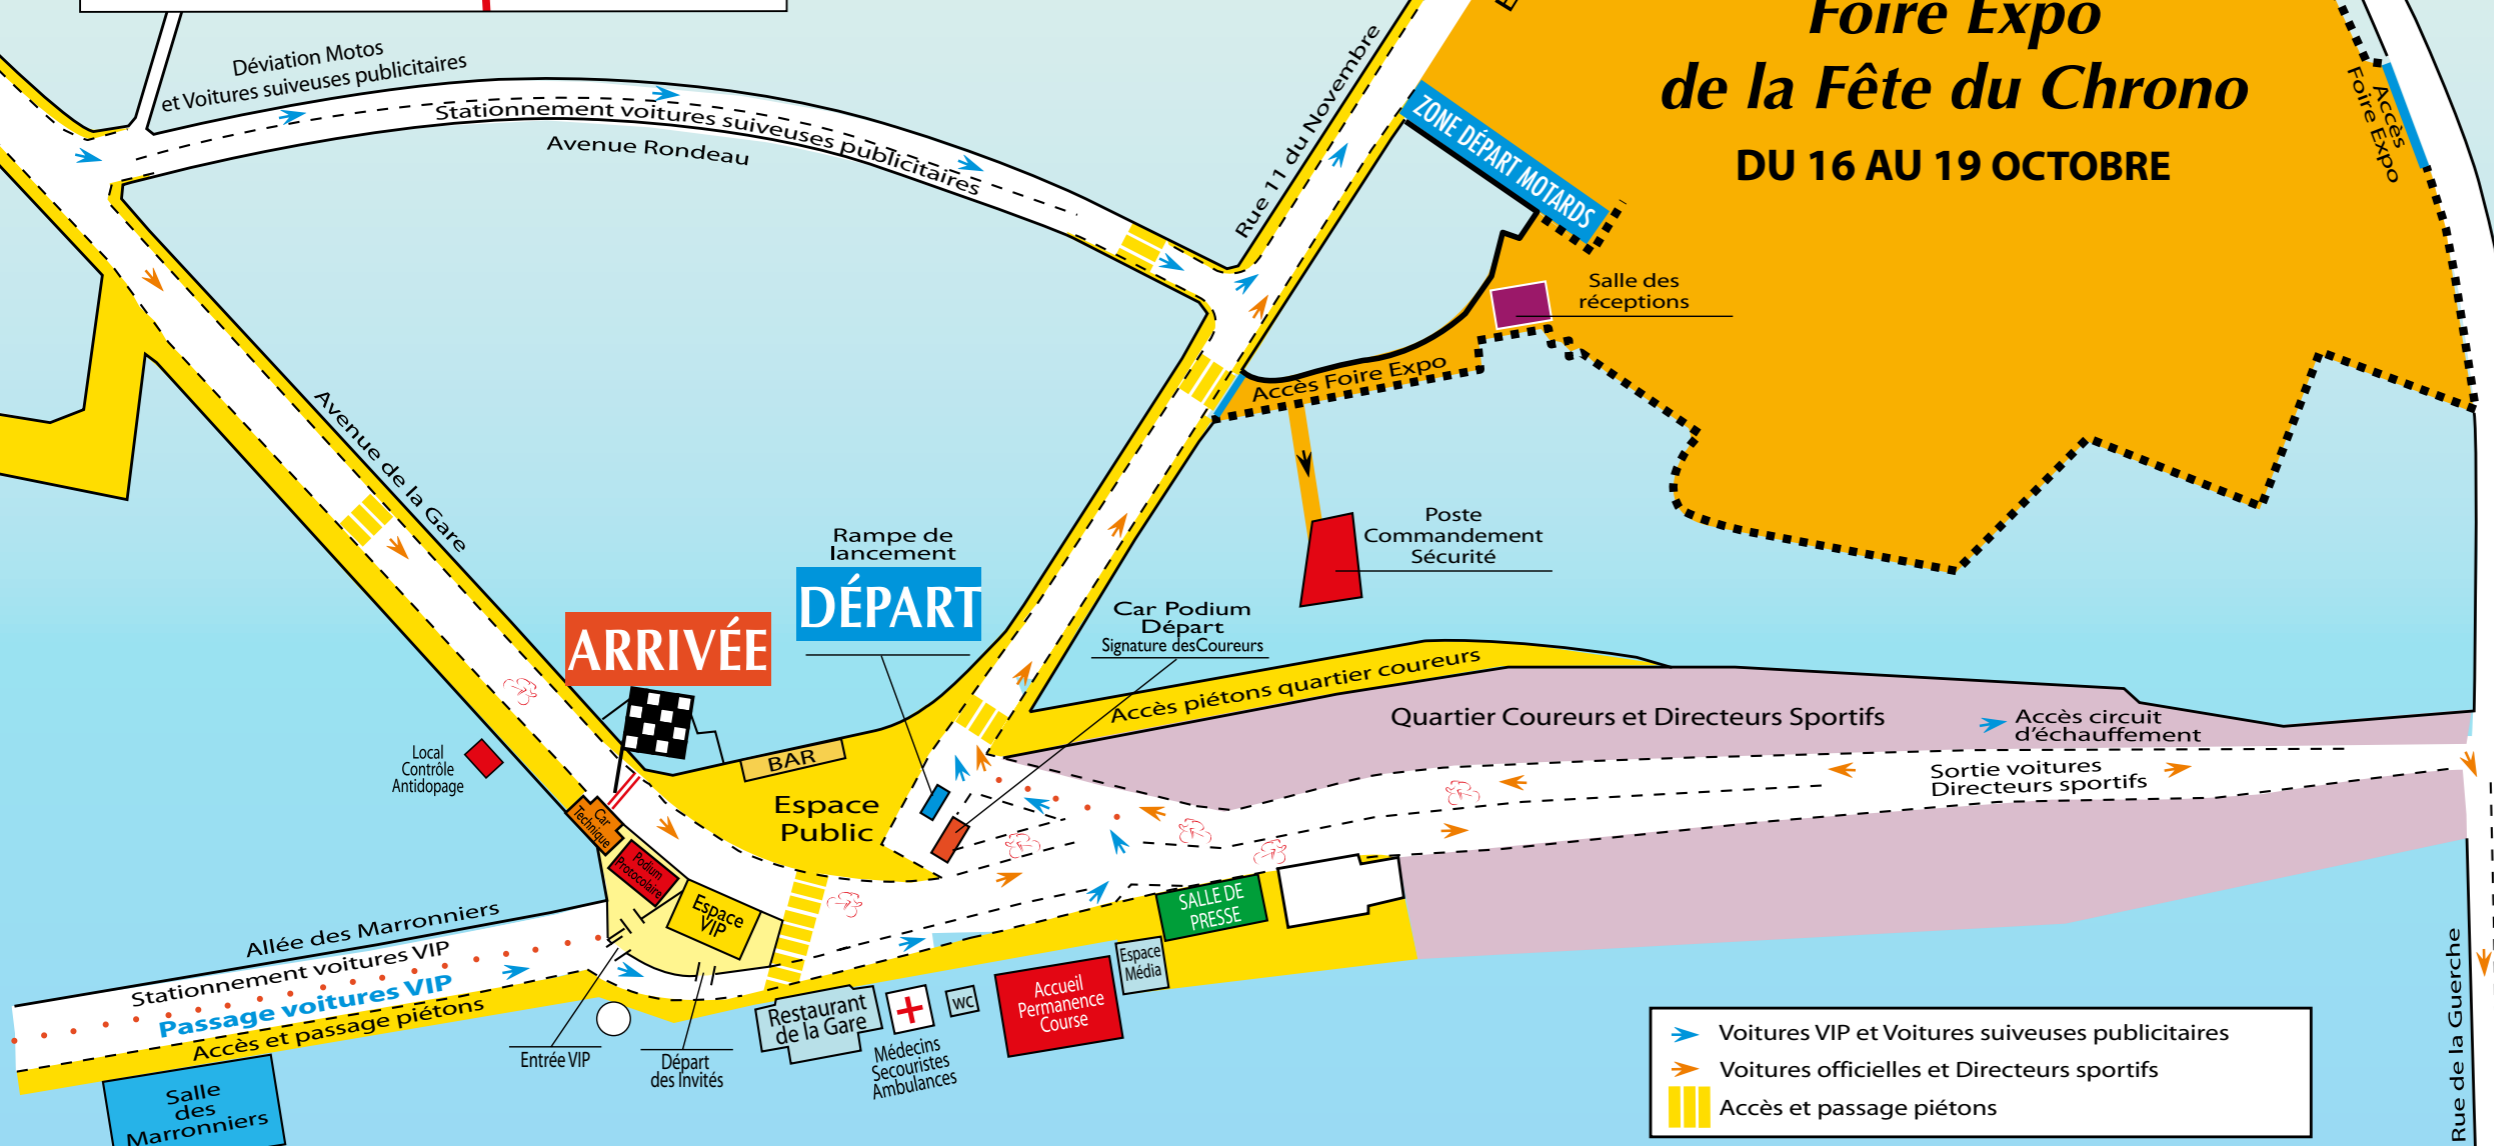 Déviation Motos
et Voitures suiveuses publicitaires
Stationnement voitures suiveuses publicitaires
Avenue Rondeau
Rue 11 du Novembre
Foire Expo
de la Fête du Chrono
DU 16 AU 19 OCTOBRE
Accès
Foire Expo
ZONE DÉPART MOTARDS
Salle des
réceptions
Accès Foire Expo
Avenue de la Gare
Poste
Commandement
Sécurité
Rampe de
lancement
DÉPART
ARRIVÉE
Car Podium
Départ
Signature desCoureurs
Accès piétons quartier coureurs
Quartier Coureurs et Directeurs Sportifs
Accès circuit
d'échauffement
Sortie voitures
Directeurs sportifs
Local
Contrôle
Antidopage
BAR
Espace
Public
Car
Technique
Podium
Protocolaire
Espace
VIP
SALLE DE
PRESSE
Allée des Marronniers
Stationnement voitures VIP
Passage voitures VIP
Accès et passage piétons
Salle
des
Marronniers
Entrée VIP
Départ
des Invités
Restaurant
de la Gare
Médecins
Secouristes
Ambulances
WC
Accueil
Permanence
Course
Espace
Média
Rue de la Guerche
Voitures VIP et Voitures suiveuses publicitaires
Voitures officielles et Directeurs sportifs
Accès et passage piétons